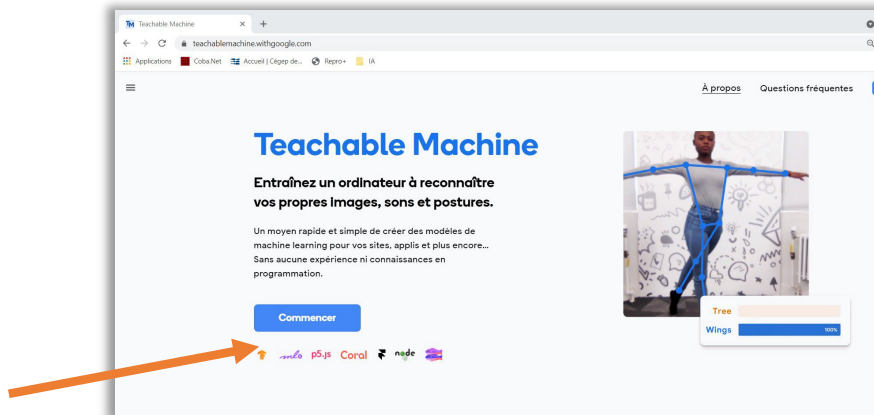 TM Teachable Machine × +
teachablemachine.withgoogle.com
Applications Coba.Net Accueil | Cégep de... Repro+ IA
À propos Questions fréquentes
Teachable Machine
Entraînez un ordinateur à reconnaître
vos propres images, sons et postures.
Un moyen rapide et simple de créer des modèles de
machine learning pour vos sites, applis et plus encore...
Sans aucune expérience ni connaissances en
programmation.
Tree
Wings 100%
Commencer
p5.js Coral node